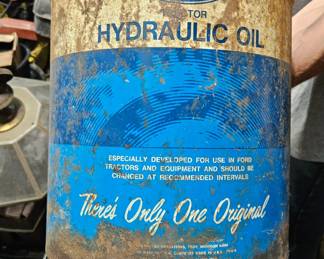 TOR
HYDRAULIC OIL
ESPECIALLY DEVELOPED FOR USE IN FORD
TRACTORS AND EQUIPMENT AND SHOULD BE
CHANGED AT RECOMMENDED INTERVALS
There's Only One Original